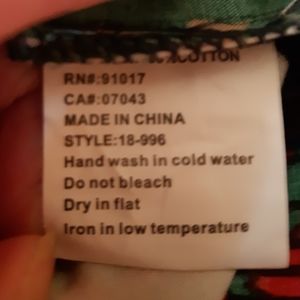 COTTON
RN#:91017
CA#:07043
MADE IN CHINA
STYLE:18-996
Hand wash in cold water
Do not bleach
Dry in flat
Iron in low temperature